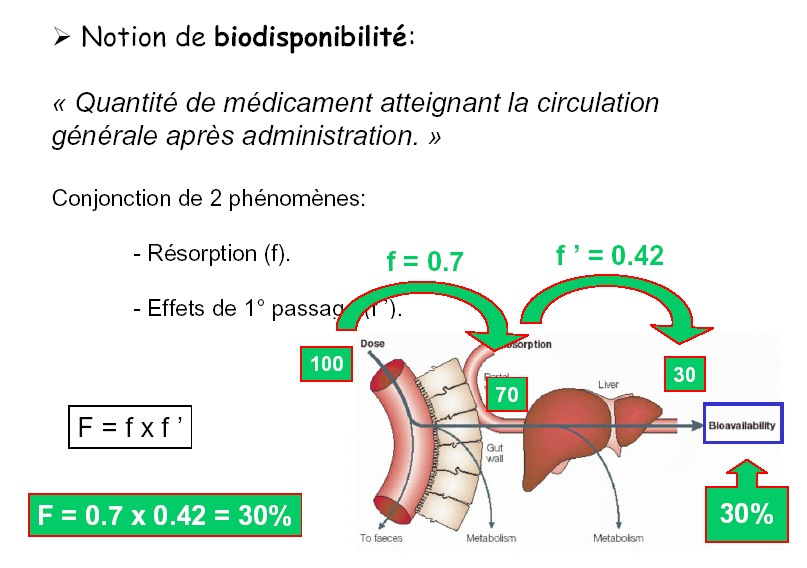 ➢ Notion de biodisponibilité:
« Quantité de médicament atteignant la circulation
générale après administration. »
Conjonction de 2 phénomènes:
- Résorption (f).
f = 0.7
f ' = 0.42
- Effets de 1° passag (f ').
Dose
100
30
70
Liver
F = f x f '
Bioavailability
Gut
wall
F = 0.7 x 0.42 = 30%
30%
To faeces
Metabolism
Metabolism